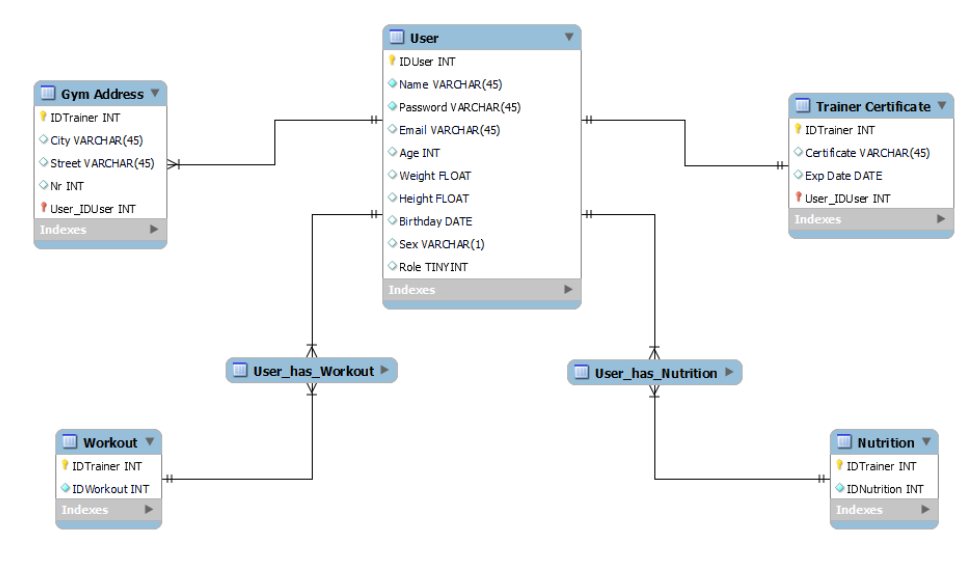 User
IDUser INT
Name VARCHAR(45)
Password VARCHAR(45)
Email VARCHAR(45)
Age INT
Weight FLOAT
Height FLOAT
Birthday DATE
Sex VARCHAR(1)
Role TINYINT
Indexes
Gym Address
IDTrainer INT
City VARCHAR(45)
Street VARCHAR(45)
Nr INT
User_IDUser INT
Indexes
Trainer Certificate
IDTrainer INT
Certificate VARCHAR(45)
Exp Date DATE
User_IDUser INT
Indexes
User_has_Workout
User_has_Nutrition
Workout
IDTrainer INT
IDWorkout INT
Indexes
Nutrition
IDTrainer INT
IDNutrition INT
Indexes